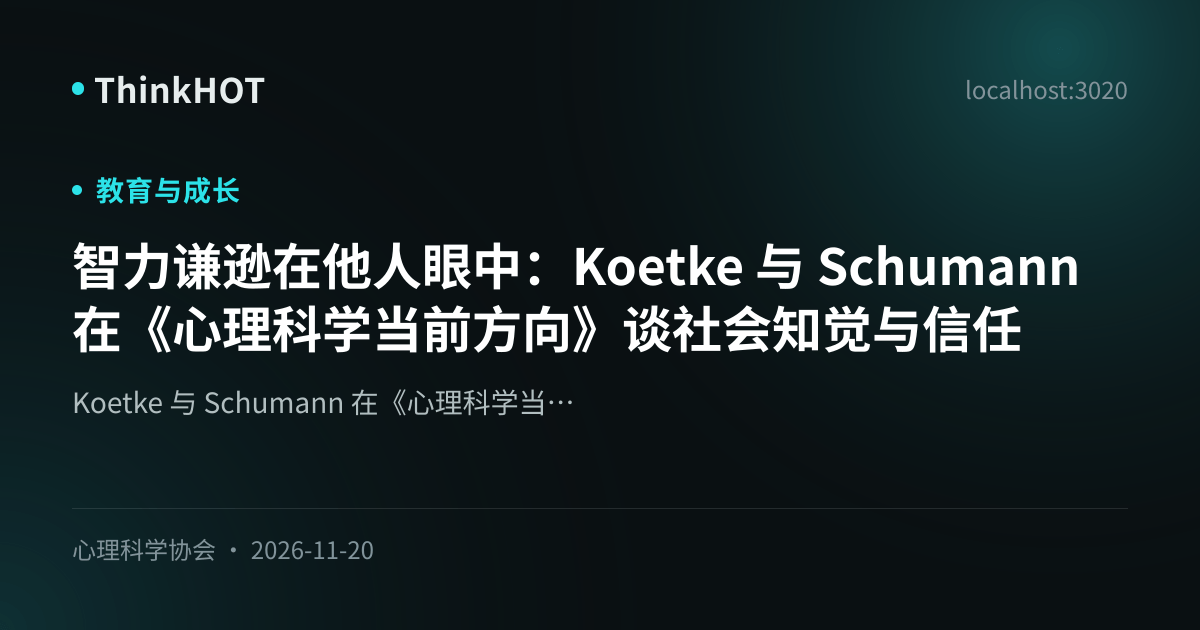 ThinkHOT
localhost:3020
教育与成长
智力谦逊在他人眼中：Koetke 与 Schumann
在《心理科学当前方向》谈社会知觉与信任
Koetke 与 Schumann 在《心理科学当…
心理科学协会 · 2026-11-20